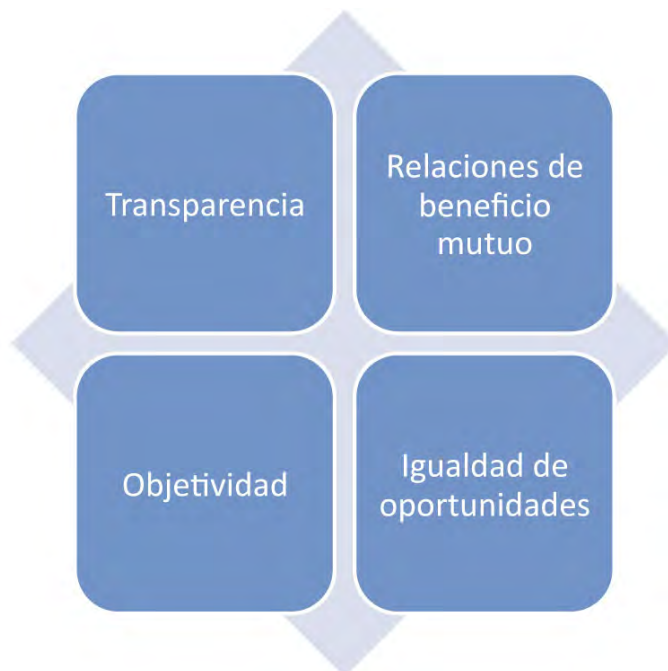 Transparencia
Relaciones de
beneficio
mutuo
Objetividad
Igualdad de
oportunidades